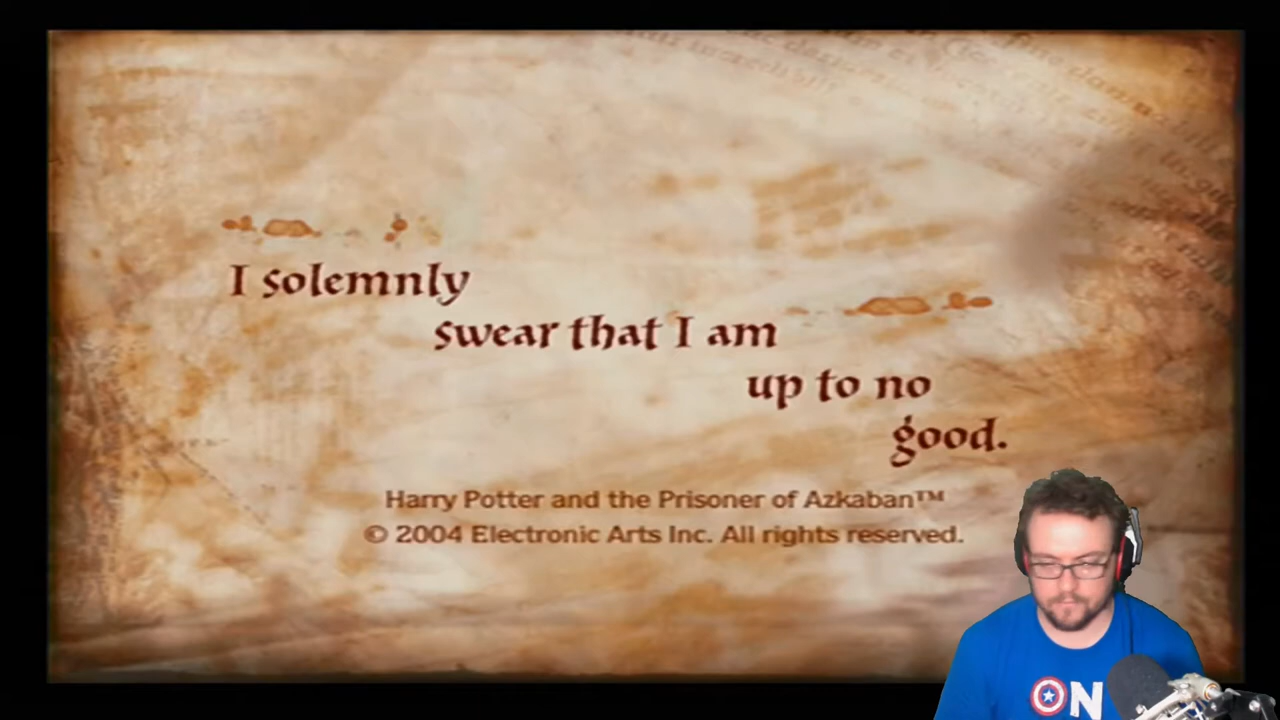 I solemnly
swear that I am
up to no
good.
Harry Potter and the Prisoner of Azkaban™
© 2004 Electronic Arts Inc. All rights reserved.
ON